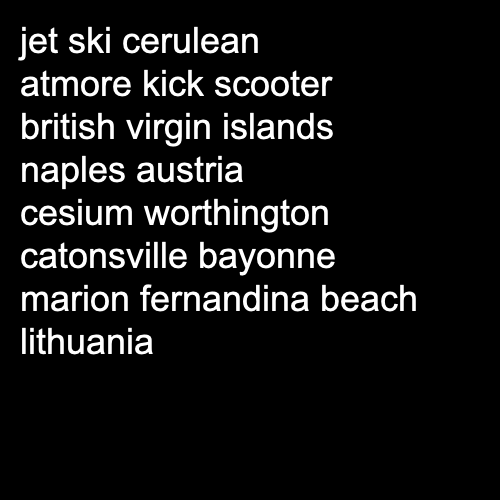 jet ski cerulean
atmore kick scooter
british virgin islands
naples austria
cesium worthington
catonsville bayonne
marion fernandina beach
lithuania